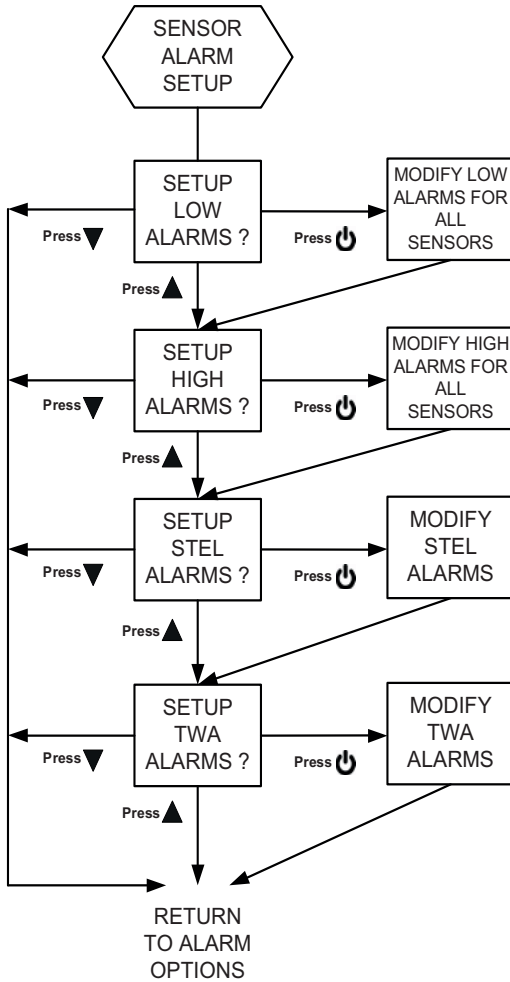 SENSOR
ALARM
SETUP
SETUP
LOW
ALARMS ?
Press
Press
MODIFY LOW
ALARMS FOR
ALL
SENSORS
Press
SETUP
HIGH
ALARMS ?
Press
Press
MODIFY HIGH
ALARMS FOR
ALL
SENSORS
Press
SETUP
STEL
ALARMS ?
Press
Press
MODIFY
STEL
ALARMS
Press
SETUP
TWA
ALARMS ?
Press
Press
MODIFY
TWA
ALARMS
Press
RETURN
TO ALARM
OPTIONS